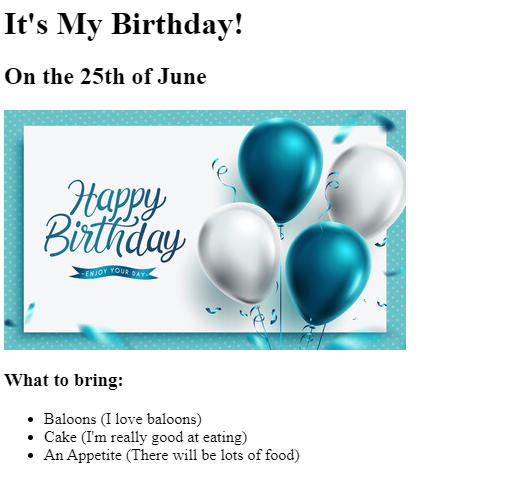 It's My Birthday!
On the 25th of June
Happy
Birthday
-ENJOY YOUR DAY-
What to bring:
• Baloons (I love baloons)
• Cake (I'm really good at eating)
• An Appetite (There will be lots of food)